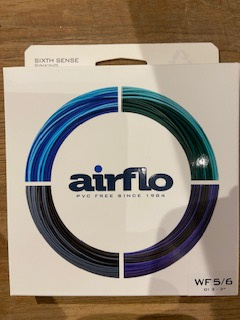 SIXTH SENSE
airflo
PVC FREE SINCE 1984
WF 5/6